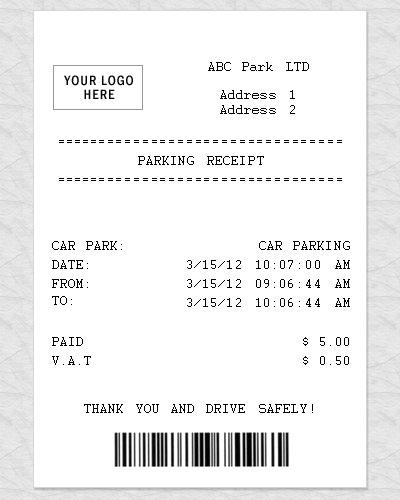 YOUR LOGO
HERE
ABC Park LTD
Address 1
Address 2
====================================
PARKING RECEIPT
====================================
CAR PARK: CAR PARKING
DATE: 3/15/12 10:07:00 AM
FROM: 3/15/12 09:06:44 AM
TO: 3/15/12 10:06:44 AM
PAID $ 5.00
V.A.T $ 0.50
THANK YOU AND DRIVE SAFELY!